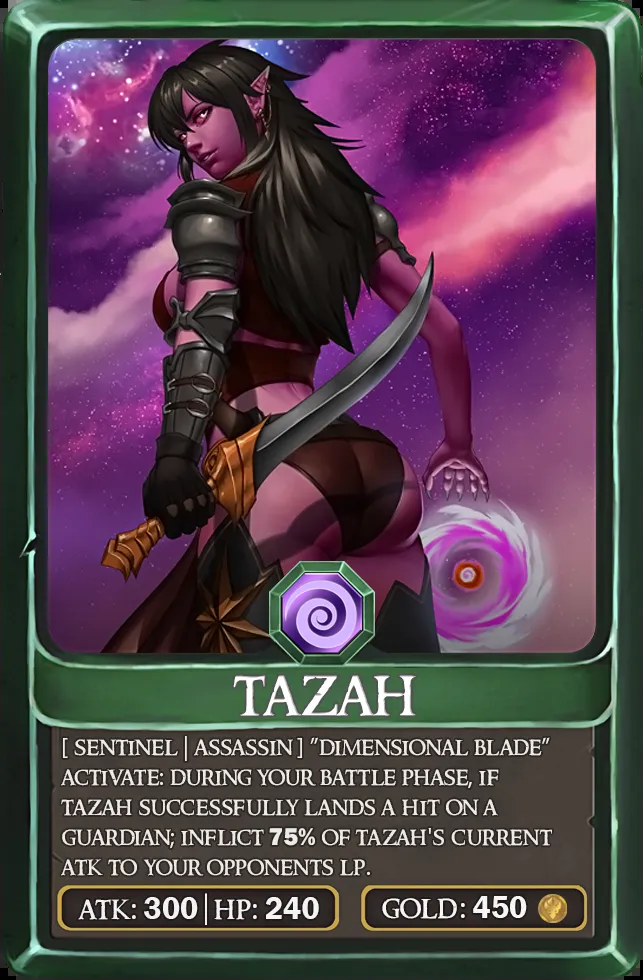 TAZAH
[ SENTINEL | ASSASSIN ] "DIMENSIONAL BLADE"
ACTIVATE: DURING YOUR BATTLE PHASE, IF
TAZAH SUCCESSFULLY LANDS A HIT ON A
GUARDIAN; INFLICT 75% OF TAZAH'S CURRENT
ATK TO YOUR OPPONENTS LP.
ATK: 300 | HP: 240 GOLD: 450